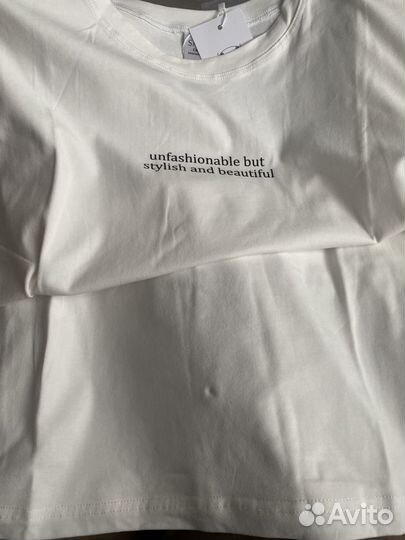 unfashionable but
stylish and beautiful
Avito